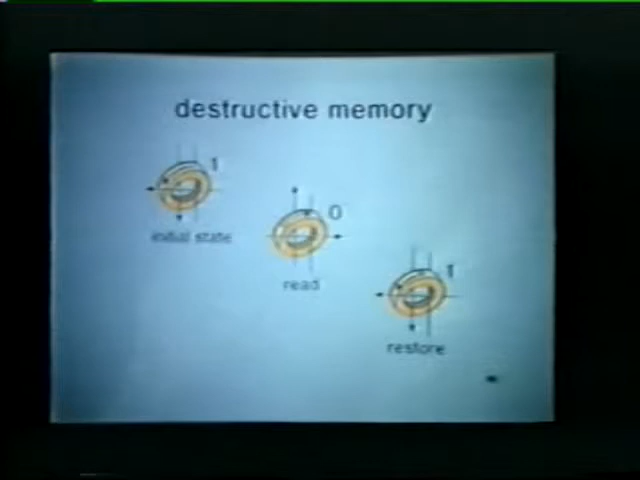 destructive memory
1
initial state
0
read
1
restore